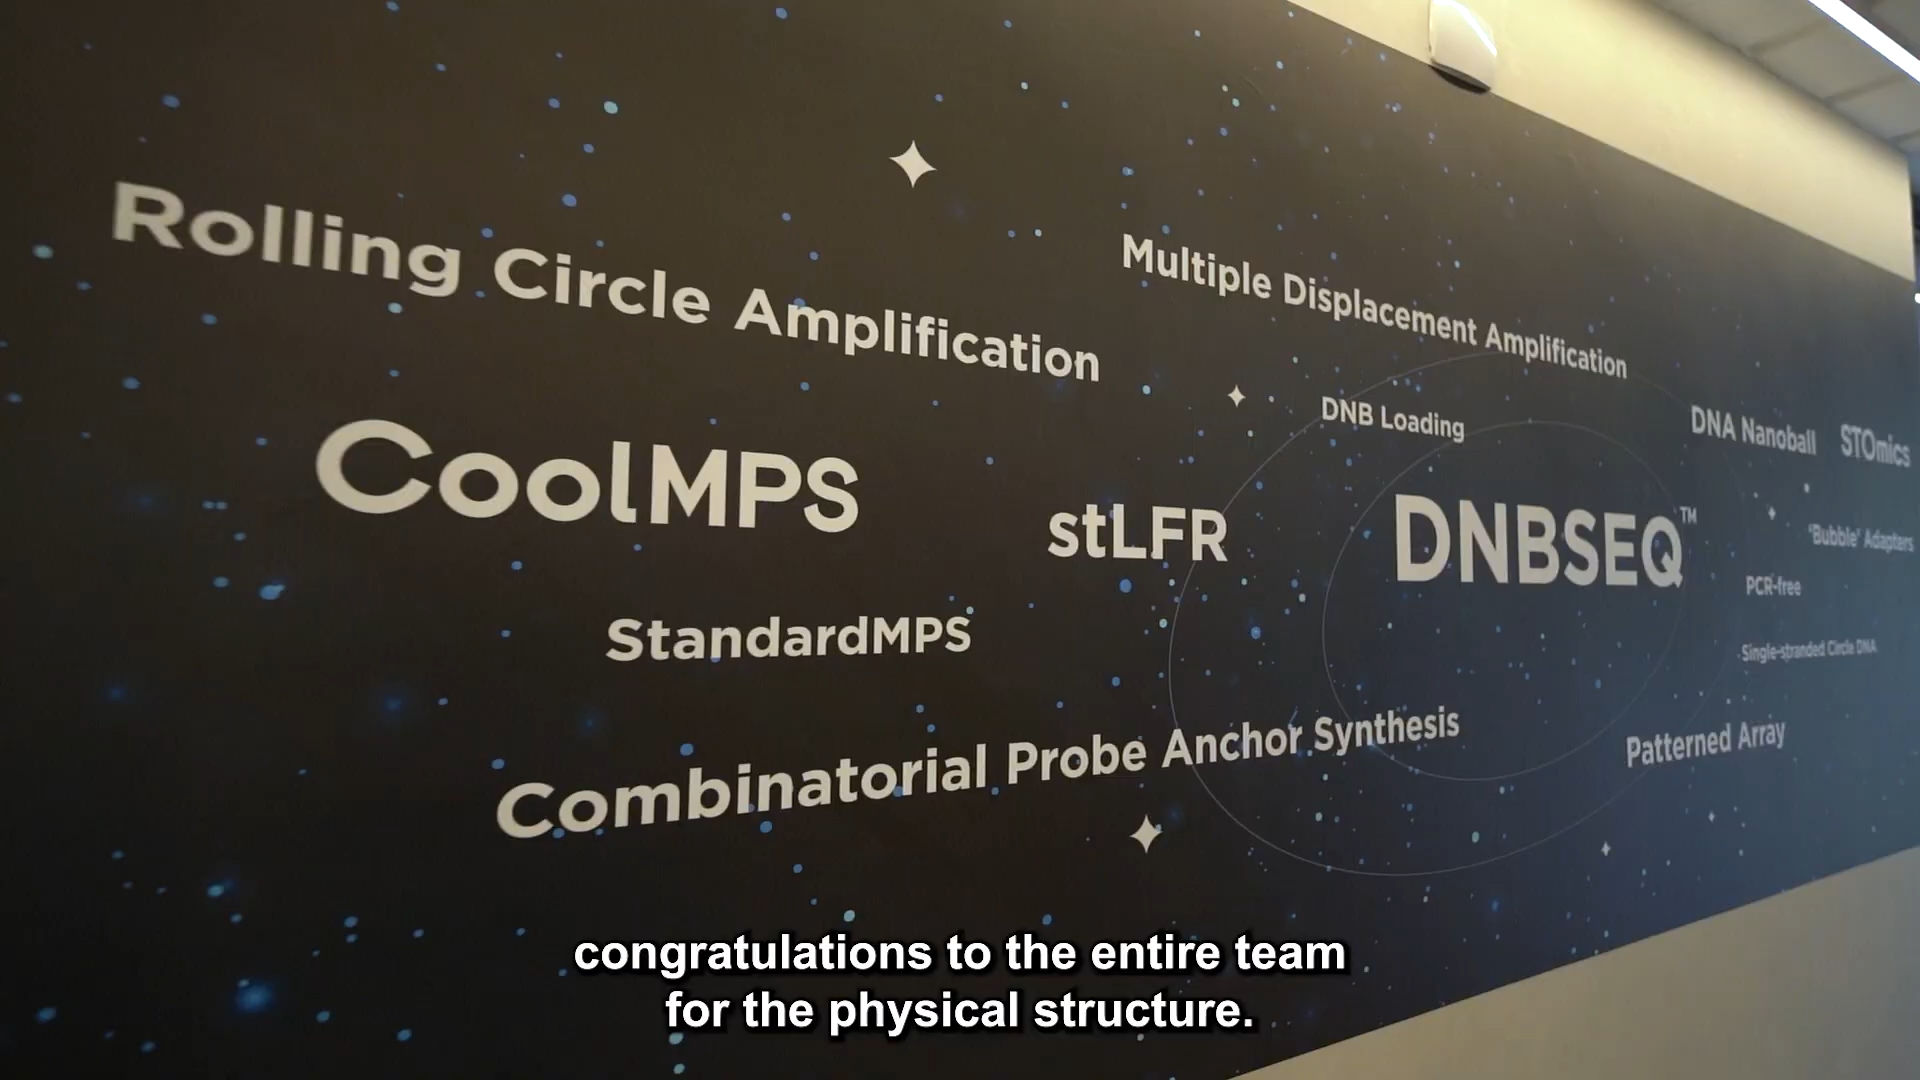 Rolling Circle Amplification
Multiple Displacement Amplification
DNB Loading
DNA Nanoball
STOmics
CoolMPS
stLFR
DNBSEQ™
'Bubble' Adapters
PCR-free
StandardMPS
Single-stranded Circle DNA
Combinatorial Probe Anchor Synthesis
Patterned Array
congratulations to the entire team
for the physical structure.